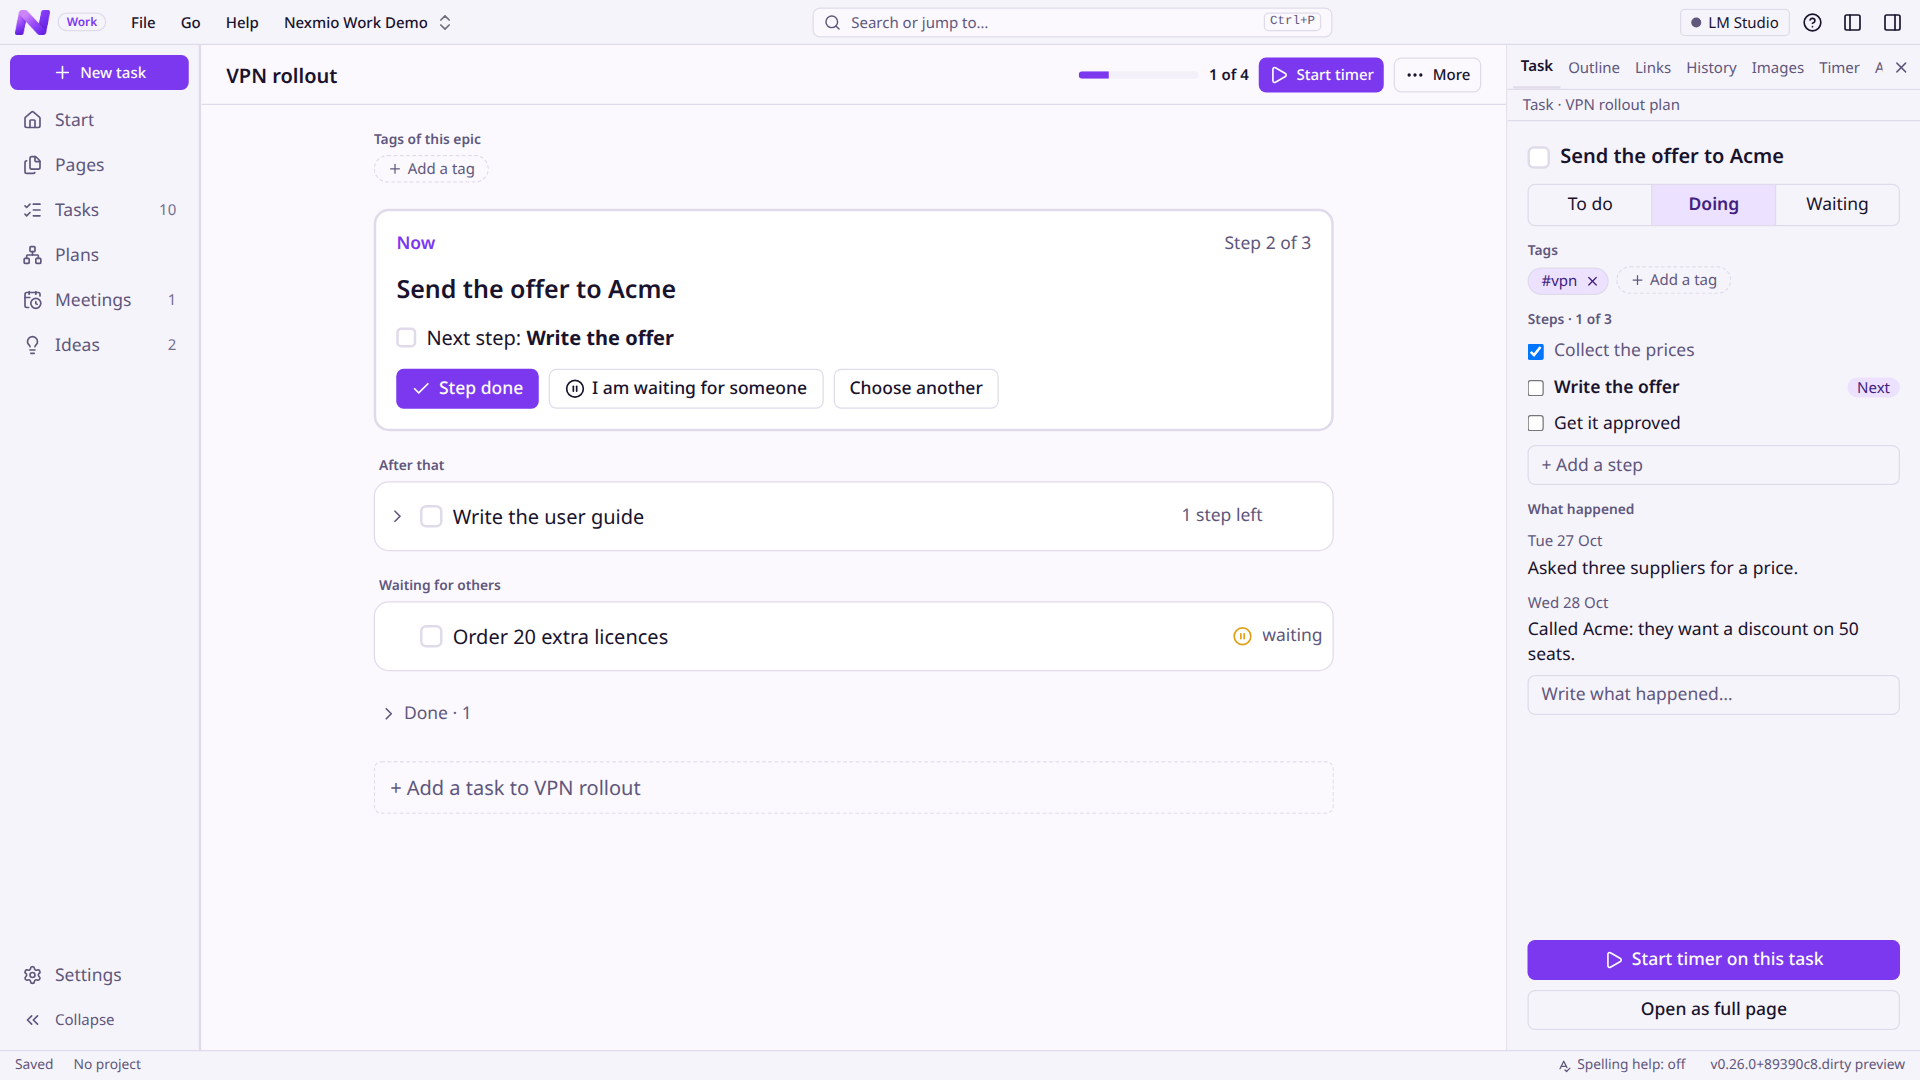 Work
File
Go
Help
Nexmio Work Demo
Search or jump to...
Ctrl+P
LM Studio
New task
Start
Pages
Tasks 10
Plans
Meetings 1
Ideas 2
Settings
Collapse
VPN rollout
1 of 4
Start timer
More
Tags of this epic
+ Add a tag
Now
Step 2 of 3
Send the offer to Acme
Next step: Write the offer
Step done
I am waiting for someone
Choose another
After that
Write the user guide
1 step left
Waiting for others
Order 20 extra licences
waiting
Done · 1
+ Add a task to VPN rollout
Task
Outline
Links
History
Images
Timer
Task · VPN rollout plan
Send the offer to Acme
To do
Doing
Waiting
Tags
#vpn
+ Add a tag
Steps · 1 of 3
Collect the prices
Write the offer
Next
Get it approved
+ Add a step
What happened
Tue 27 Oct
Asked three suppliers for a price.
Wed 28 Oct
Called Acme: they want a discount on 50
seats.
Write what happened...
Start timer on this task
Open as full page
Saved
No project
Spelling help: off
v0.26.0+89390c8.dirty preview